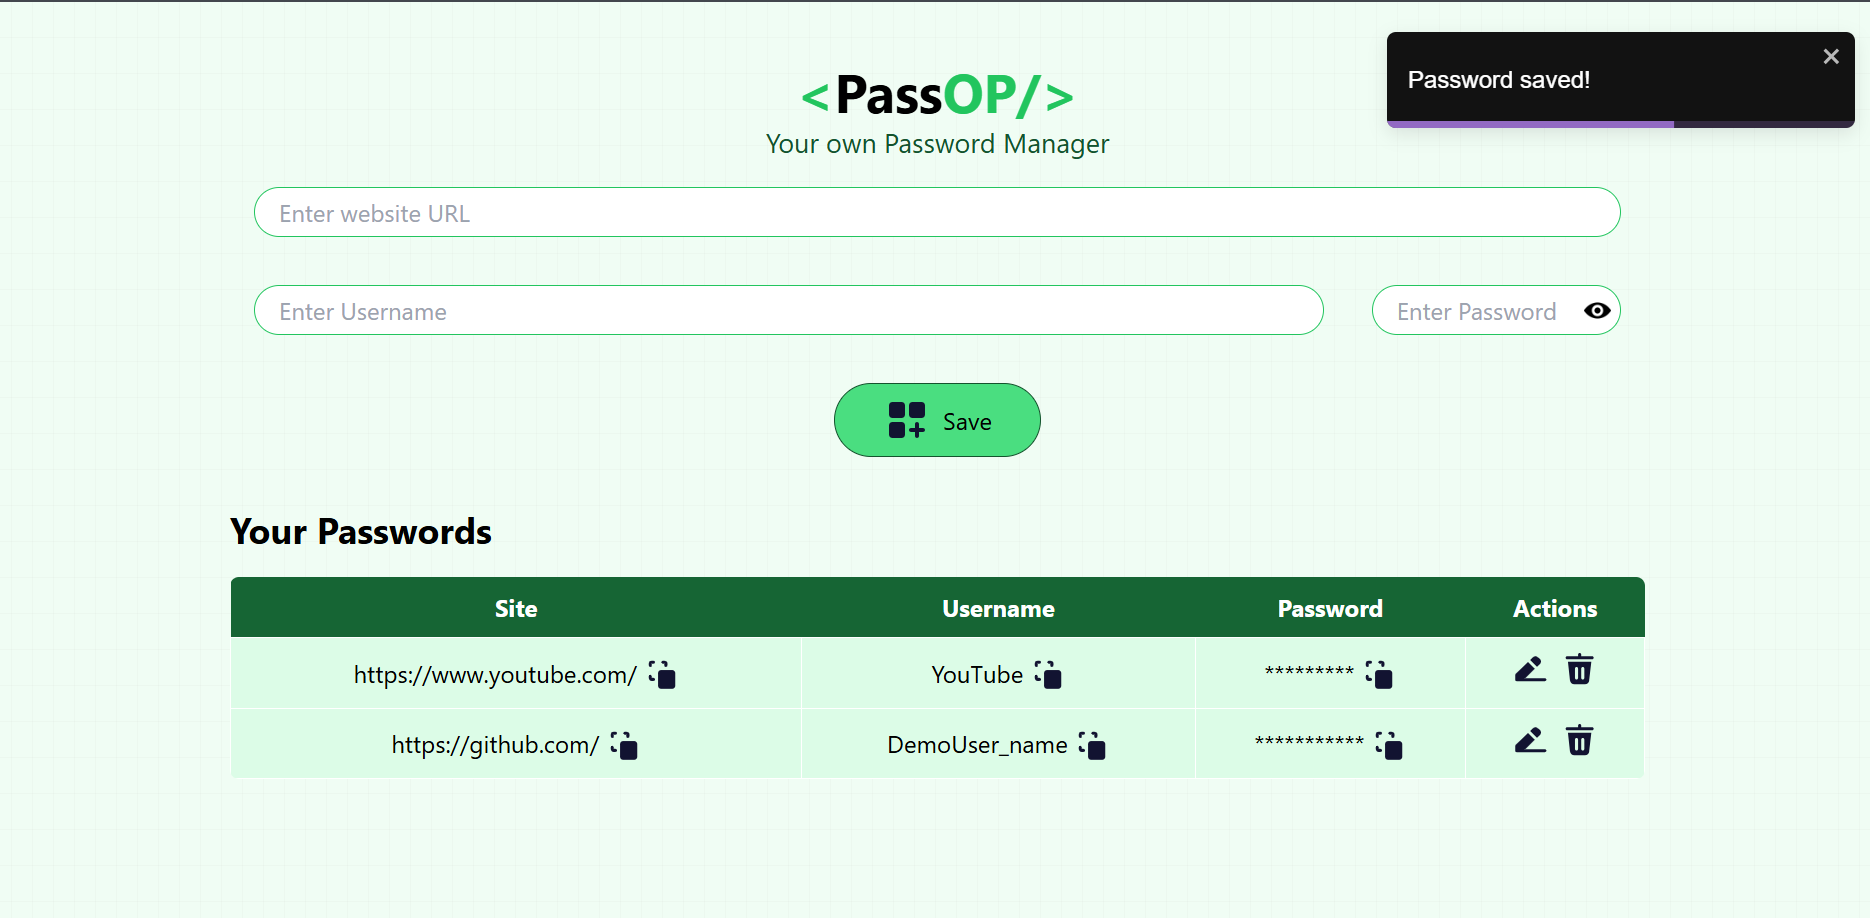 Password saved!
<PassOP/>
Your own Password Manager
Enter website URL
Enter Username Enter Password
Save
Your Passwords
Site Username Password Actions
https://www.youtube.com/ YouTube *********
https://github.com/ DemoUser_name ***********